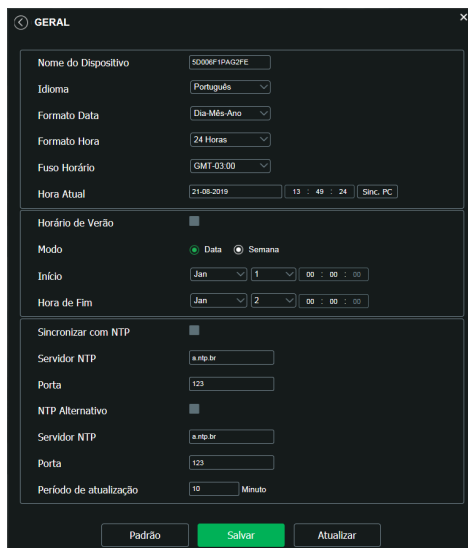 GERAL
Nome do Dispositivo 5D006F1PAG2FE
Idioma Português
Formato Data Dia-Mês-Ano
Formato Hora 24 Horas
Fuso Horário GMT-03:00
Hora Atual 21-08-2019 13 : 49 : 24 Sinc. PC
Horário de Verão
Modo Data Semana
Início Jan 1 00 : 00 : 00
Hora de Fim Jan 2 00 : 00 : 00
Sincronizar com NTP
Servidor NTP a.ntp.br
Porta 123
NTP Alternativo
Servidor NTP a.ntp.br
Porta 123
Período de atualização 10 Minuto
Padrão Salvar Atualizar